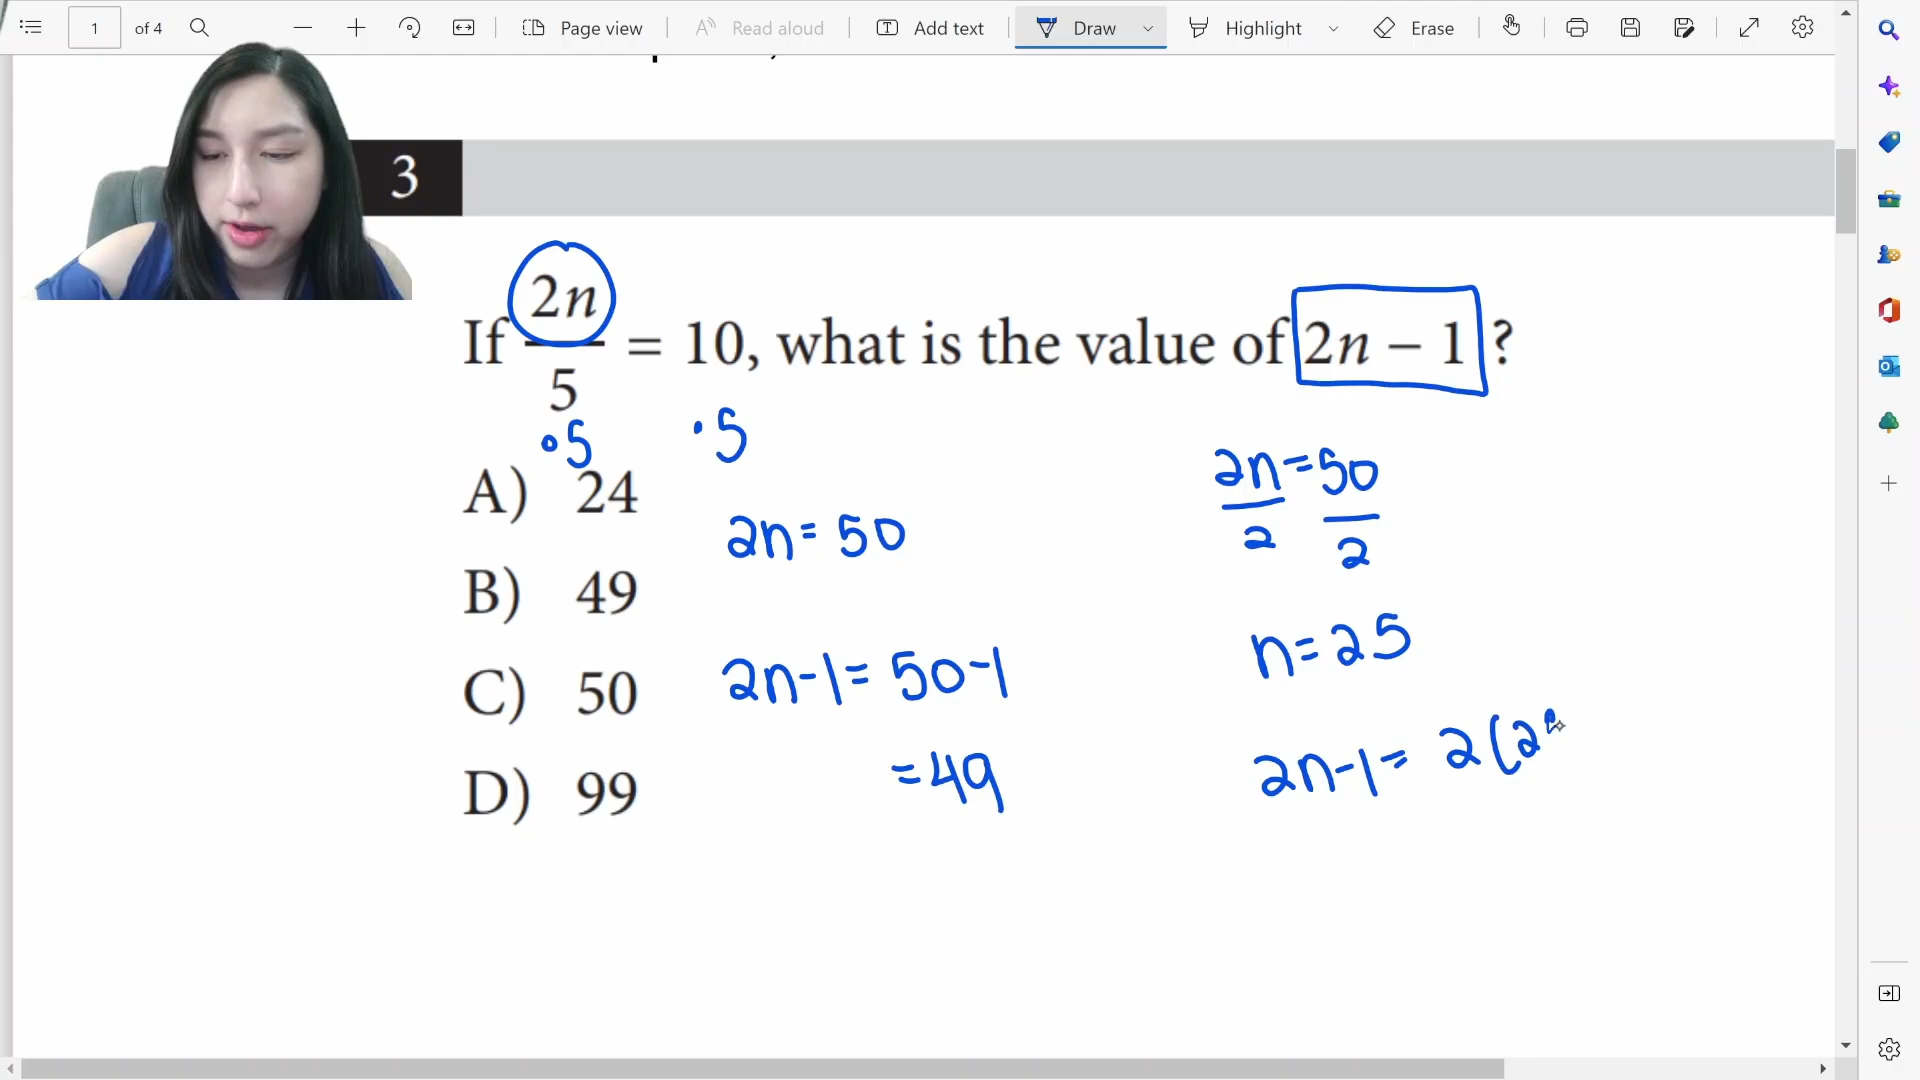 1 of 4 Page view Read aloud Add text Draw Highlight Erase
3
If 2n/5 = 10, what is the value of 2n − 1 ?
·5 ·5
A) 24
B) 49
C) 50
D) 99
2n = 50
2n-1 = 50-1
= 49
2n = 50
2 2
n = 25
2n-1 = 2(2